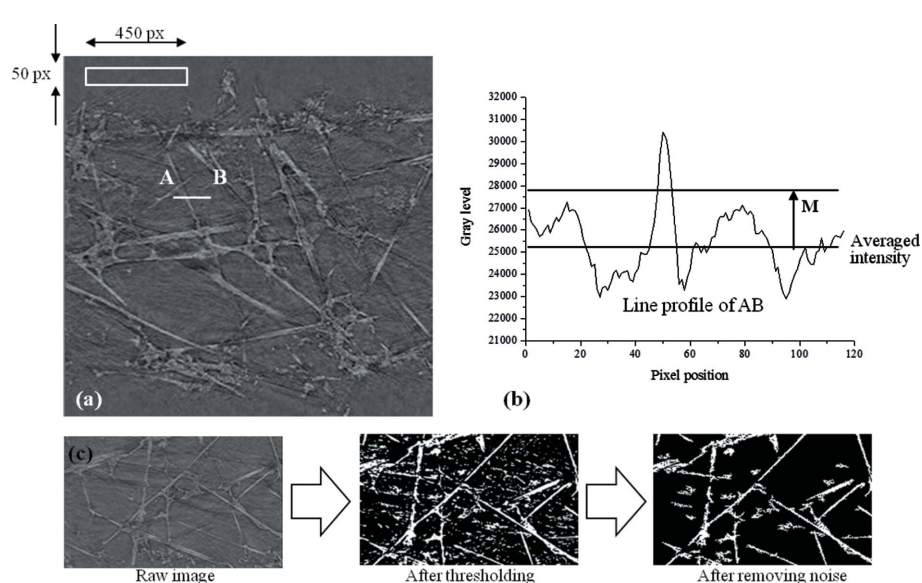 450 px
50 px
A
B
(a)
32000
31000
30000
29000
28000
27000
26000
25000
24000
23000
22000
21000
Gray level
M
Averaged
intensity
Line profile of AB
0
20
40
60
80
100
120
Pixel position
(b)
(c)
Raw image
After thresholding
After removing noise